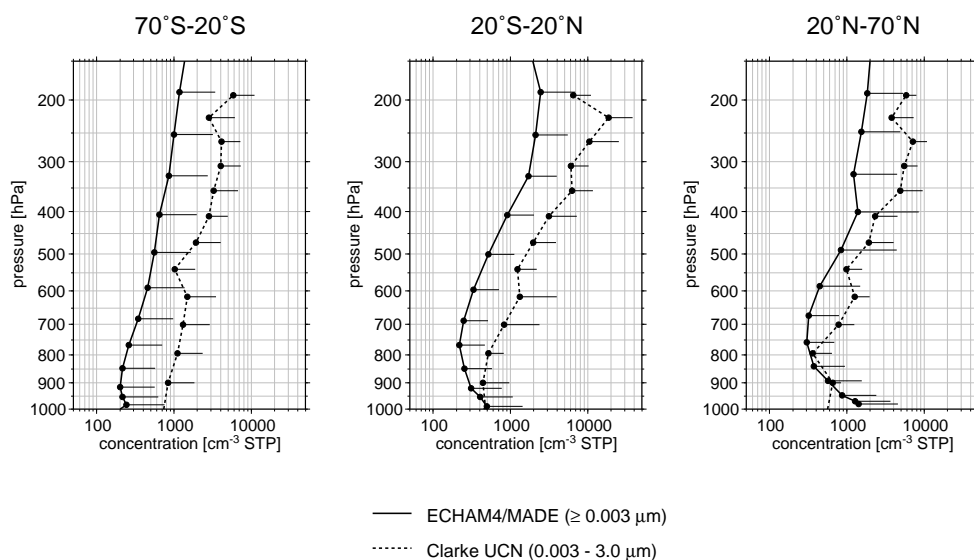 70˚S-20˚S
20˚S-20˚N
20˚N-70˚N
pressure [hPa]
200
300
400
500
600
700
800
900
1000
100 1000 10000
concentration [cm-3 STP]
pressure [hPa]
200
300
400
500
600
700
800
900
1000
100 1000 10000
concentration [cm-3 STP]
pressure [hPa]
200
300
400
500
600
700
800
900
1000
100 1000 10000
concentration [cm-3 STP]
ECHAM4/MADE (≥ 0.003 µm)
Clarke UCN (0.003 - 3.0 µm)